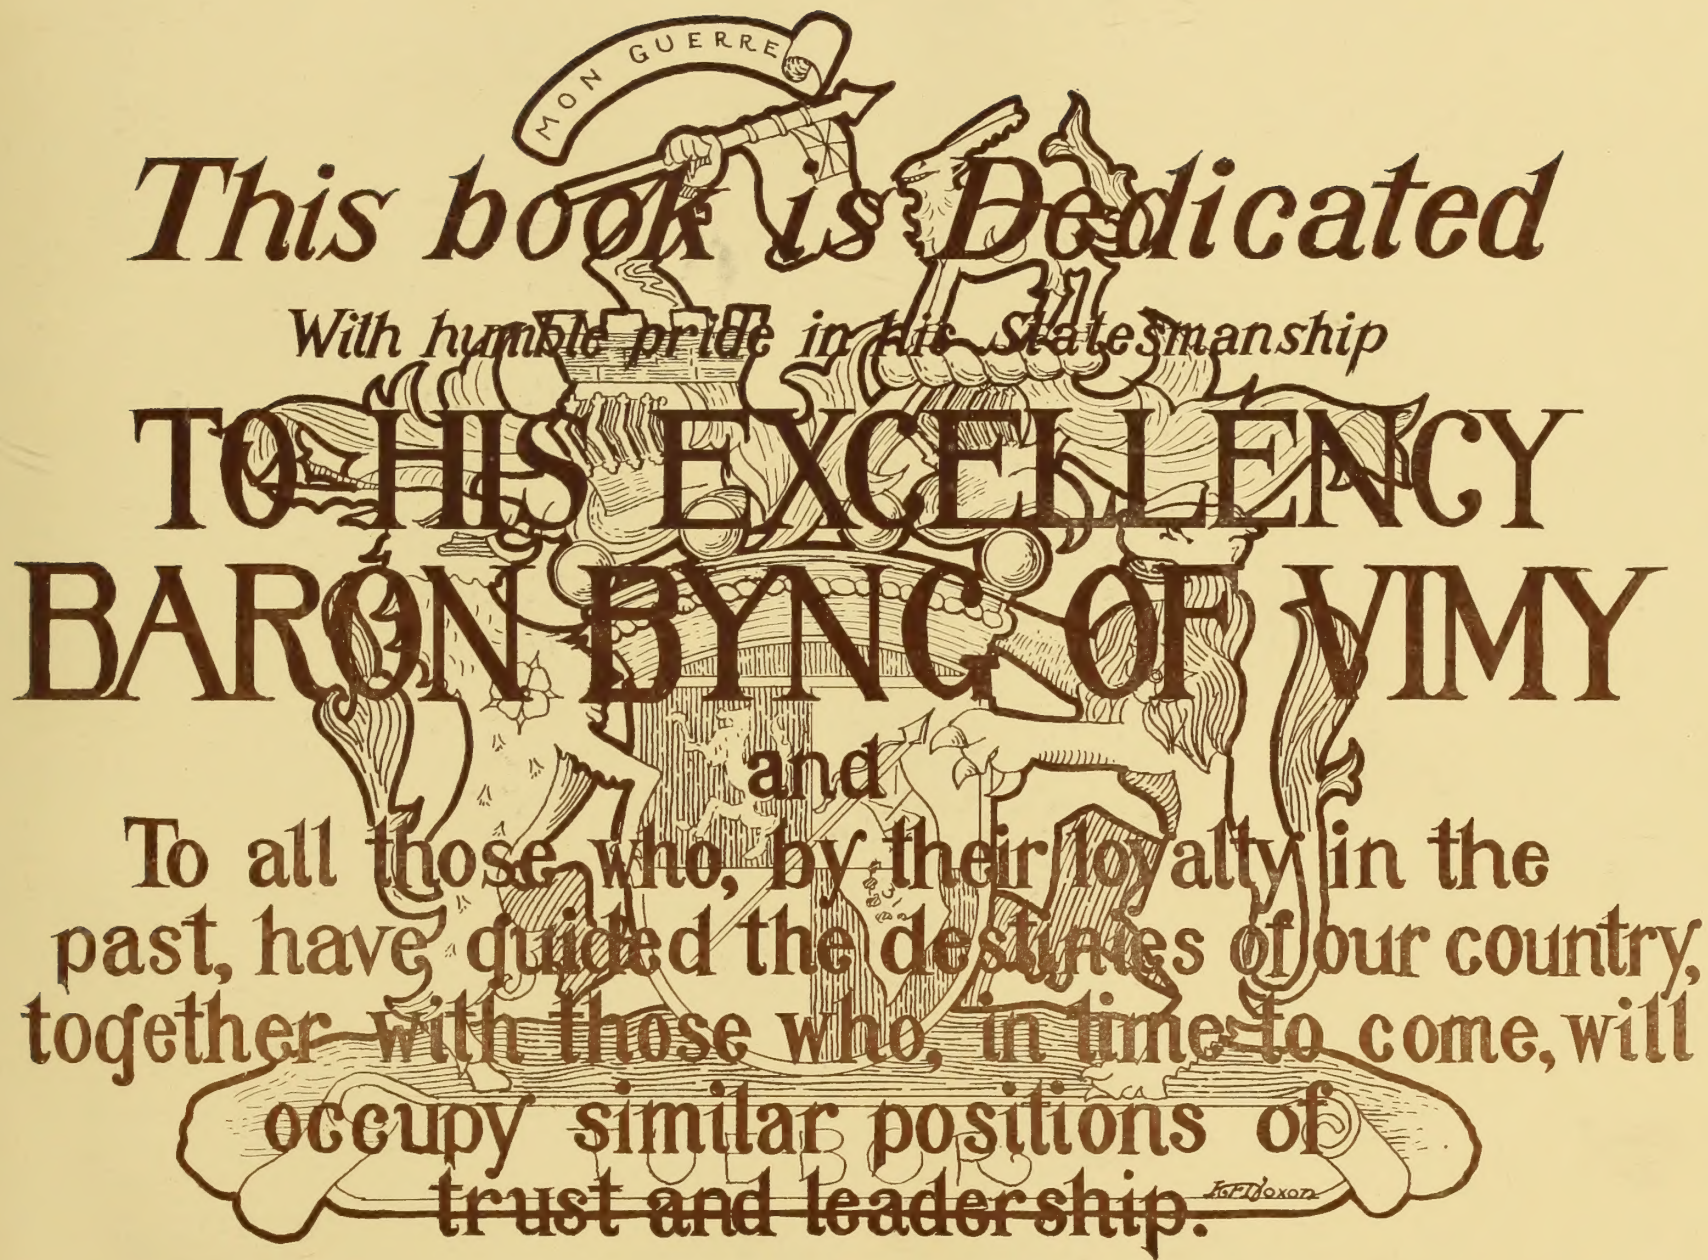 MON GUERRE
This book is Dedicated
With humble pride in his Statesmanship
TO HIS EXCELLENCY
BARON BYNG OF VIMY
and
To all those who, by their loyalty in the
past, have guided the destinies of our country,
together with those who, in time to come, will
occupy similar positions of
trust and leadership.